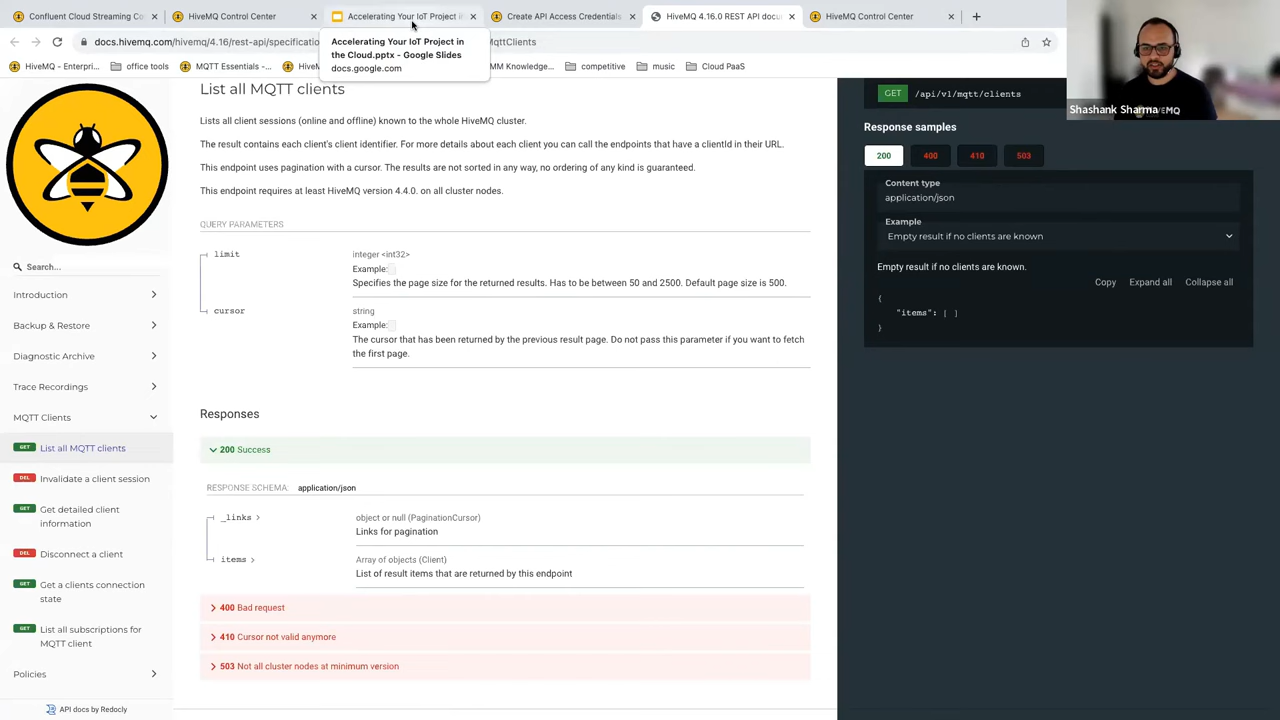 Confluent Cloud Streaming Co
HiveMQ Control Center
Accelerating Your IoT Project i
Create API Access Credentials
HiveMQ 4.16.0 REST API docu
HiveMQ Control Center
docs.hivemq.com/hivemq/4.16/rest-api/specificatio
MqttClients
Accelerating Your IoT Project in
the Cloud.pptx - Google Slides
docs.google.com
HiveMQ - Enterpri...
office tools
MQTT Essentials -...
HiveM
MM Knowledge...
competitive
music
Cloud PaaS
Shashank Sharma
HIVEMQ
List all MQTT clients
Lists all client sessions (online and offline) known to the whole HiveMQ cluster.
The result contains each client's client identifier. For more details about each client you can call the endpoints that have a clientId in their URL.
This endpoint uses pagination with a cursor. The results are not sorted in any way, no ordering of any kind is guaranteed.
This endpoint requires at least HiveMQ version 4.4.0. on all cluster nodes.
QUERY PARAMETERS
limit
integer <int32>
Example:
Specifies the page size for the returned results. Has to be between 50 and 2500. Default page size is 500.
cursor
string
Example:
The cursor that has been returned by the previous result page. Do not pass this parameter if you want to fetch
the first page.
Responses
200 Success
RESPONSE SCHEMA: application/json
_links
object or null (PaginationCursor)
Links for pagination
items
Array of objects (Client)
List of result items that are returned by this endpoint
400 Bad request
410 Cursor not valid anymore
503 Not all cluster nodes at minimum version
Search...
Introduction
Backup & Restore
Diagnostic Archive
Trace Recordings
MQTT Clients
GET List all MQTT clients
DEL Invalidate a client session
GET Get detailed client
information
DEL Disconnect a client
GET Get a clients connection
state
GET List all subscriptions for
MQTT client
Policies
API docs by Redocly
GET /api/v1/mqtt/clients
Response samples
200 400 410 503
Content type
application/json
Example
Empty result if no clients are known
Empty result if no clients are known.
Copy Expand all Collapse all
{
"items": [ ]
}